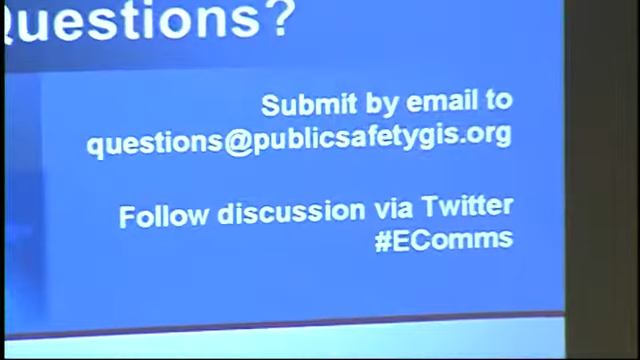 Questions?
Submit by email to
questions@publicsafetygis.org
Follow discussion via Twitter
#EComms